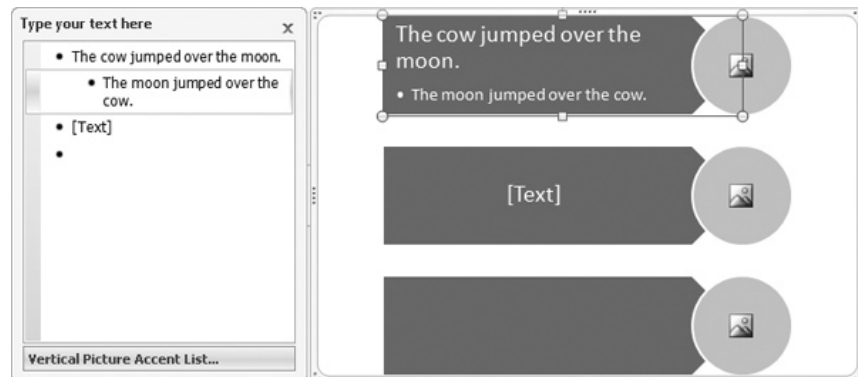 Type your text here
x
• The cow jumped over the moon.
• The moon jumped over the
cow.
• [Text]
•
Vertical Picture Accent List...
The cow jumped over the
moon.
• The moon jumped over the cow.
[Text]